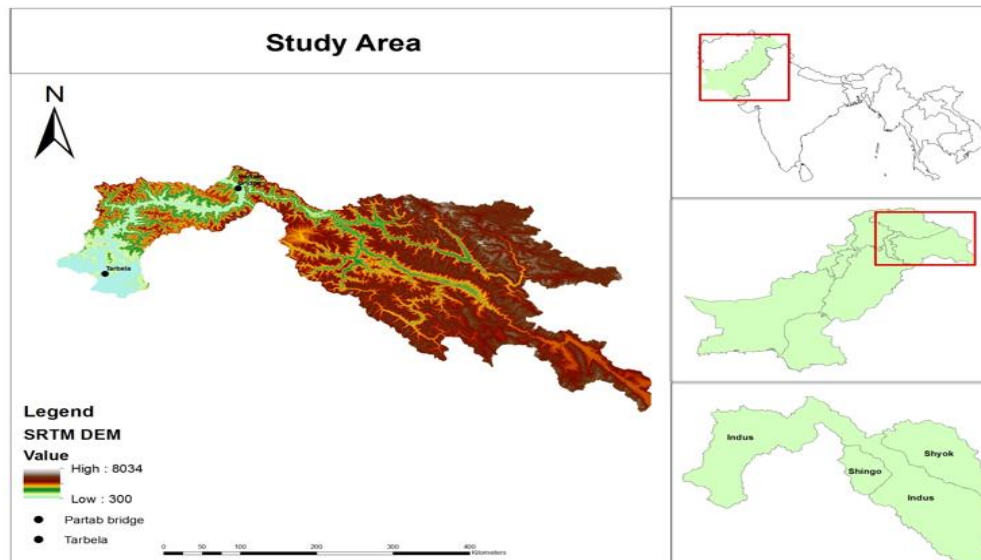 Study Area
N
Tarbela
Legend
SRTM DEM
Value
High : 8034
Low : 300
Partab bridge
Tarbela
0 25 50 100 200 300 400
Kilometers
Indus
Shyok
Shingo
Indus